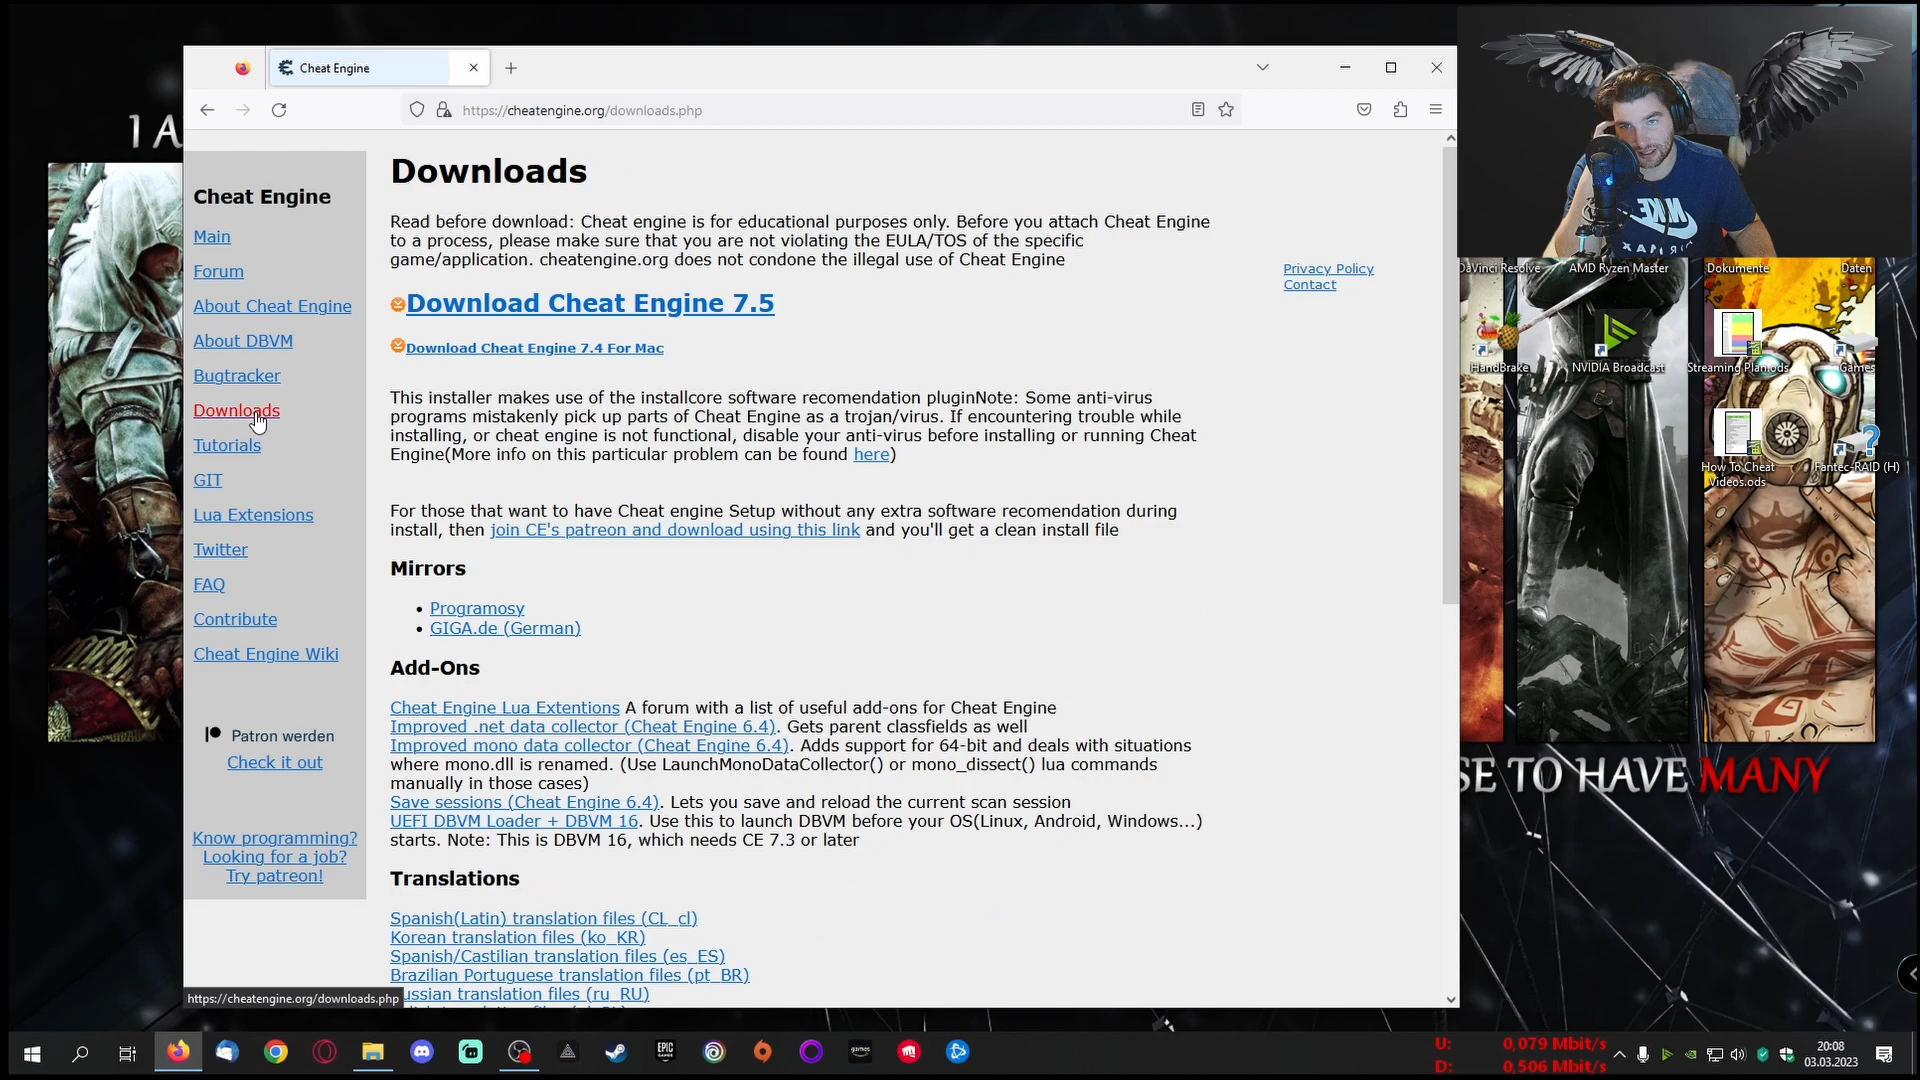 Cheat Engine
https://cheatengine.org/downloads.php
I A
Cheat Engine
Main
Forum
About Cheat Engine
About DBVM
Bugtracker
Downloads
Tutorials
GIT
Lua Extensions
Twitter
FAQ
Contribute
Cheat Engine Wiki
Patron werden
Check it out
Know programming?
Looking for a job?
Try patreon!
Downloads
Read before download: Cheat engine is for educational purposes only. Before you attach Cheat Engine
to a process, please make sure that you are not violating the EULA/TOS of the specific
game/application. cheatengine.org does not condone the illegal use of Cheat Engine
Privacy Policy
Contact
Download Cheat Engine 7.5
Download Cheat Engine 7.4 For Mac
This installer makes use of the installcore software recomendation pluginNote: Some anti-virus
programs mistakenly pick up parts of Cheat Engine as a trojan/virus. If encountering trouble while
installing, or cheat engine is not functional, disable your anti-virus before installing or running Cheat
Engine(More info on this particular problem can be found here)
For those that want to have Cheat engine Setup without any extra software recomendation during
install, then join CE's patreon and download using this link and you'll get a clean install file
Mirrors
• Programosy
• GIGA.de (German)
Add-Ons
Cheat Engine Lua Extentions A forum with a list of useful add-ons for Cheat Engine
Improved .net data collector (Cheat Engine 6.4). Gets parent classfields as well
Improved mono data collector (Cheat Engine 6.4). Adds support for 64-bit and deals with situations
where mono.dll is renamed. (Use LaunchMonoDataCollector() or mono_dissect() lua commands
manually in those cases)
Save sessions (Cheat Engine 6.4). Lets you save and reload the current scan session
UEFI DBVM Loader + DBVM 16. Use this to launch DBVM before your OS(Linux, Android, Windows...)
starts. Note: This is DBVM 16, which needs CE 7.3 or later
Translations
Spanish(Latin) translation files (CL_cl)
Korean translation files (ko_KR)
Spanish/Castilian translation files (es_ES)
Brazilian Portuguese translation files (pt_BR)
ussian translation files (ru_RU)
https://cheatengine.org/downloads.php
NIKE
AIR MAX
DaVinci Resolve
AMD Ryzen Master
Dokumente
Daten
HandBrake
NVIDIA Broadcast
Streaming Plan.ods
Games
How To Cheat
Videos.ods
Fantec-RAID (H)
SE TO HAVE MANY
EPIC
GAMES
games
U: 0,079 Mbit/s
D: 0,506 Mbit/s
20:08
03.03.2023